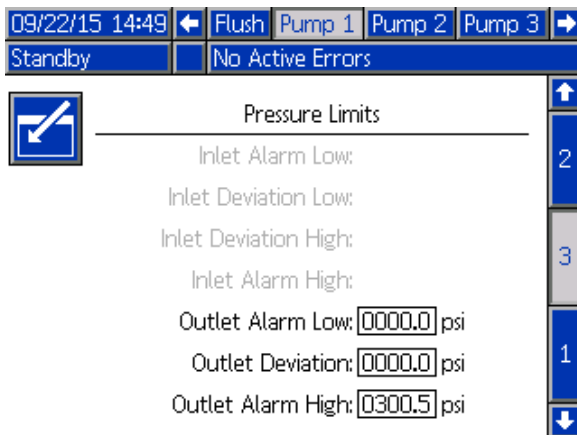 09/22/15 14:49 Flush Pump 1 Pump 2 Pump 3
Standby No Active Errors
Pressure Limits
Inlet Alarm Low:
2
Inlet Deviation Low:
Inlet Deviation High:
3
Inlet Alarm High:
Outlet Alarm Low: 0000.0 psi
Outlet Deviation: 0000.0 psi
1
Outlet Alarm High: 0300.5 psi